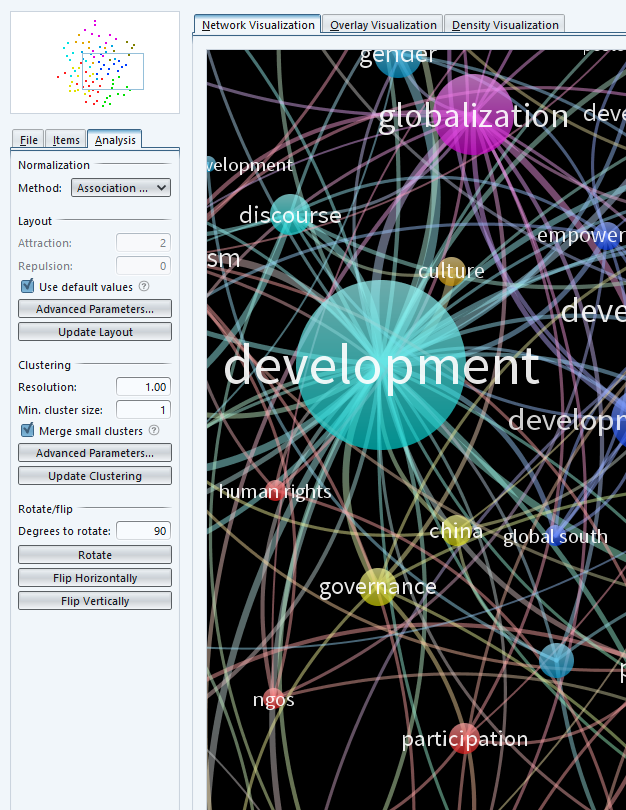 Network Visualization
Overlay Visualization
Density Visualization
File
Items
Analysis
Normalization
Method:
Association ...
Layout
Attraction:
2
Repulsion:
0
Use default values
?
Advanced Parameters...
Update Layout
Clustering
Resolution:
1.00
Min. cluster size:
1
Merge small clusters
?
Advanced Parameters...
Update Clustering
Rotate/flip
Degrees to rotate:
90
Rotate
Flip Horizontally
Flip Vertically
gender
globalization
deve
velopment
discourse
empower
sm
culture
deve
development
developm
human rights
china
global south
governance
ngos
participation